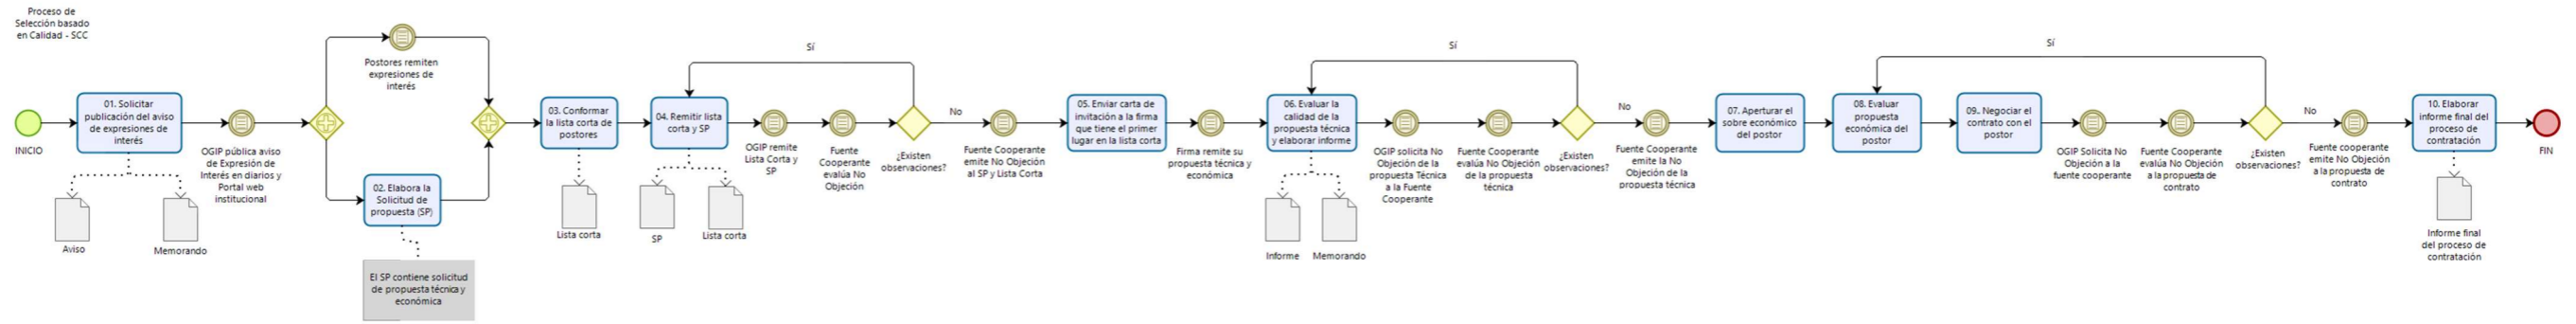 Proceso de
Selección basado
en Calidad - SCC
INICIO
01. Solicitar
publicación del aviso
de expresiones de
interés
Aviso
Memorando
OGIP pública aviso
de Expresión de
Interés en diarios y
Portal web
institucional
Postores remiten
expresiones de
interés
02. Elabora la
Solicitud de
propuesta (SP)
El SP contiene solicitud
de propuesta técnica y
económica
03. Conformar
la lista corta de
postores
Lista corta
04. Remitir lista
corta y SP
SP
Lista corta
OGIP remite
Lista Corta y
SP
Fuente
Cooperante
evalúa No
Objeción
Sí
¿Existen
observaciones?
No
Fuente Cooperante
emite No Objeción
al SP y Lista Corta
05. Enviar carta de
invitación a la firma
que tiene el primer
lugar en la lista corta
Firma remite su
propuesta técnica y
económica
06. Evaluar la
calidad de la
propuesta técnica
y elaborar informe
Informe
Memorando
OGIP solicita No
Objeción de la
propuesta Técnica
a la Fuente
Cooperante
Fuente Cooperante
evalúa No Objeción
de la propuesta
técnica
Sí
¿Existen
observaciones?
No
Fuente Cooperante
emite la No
Objeción de la
propuesta técnica
07. Aperturar el
sobre económico
del postor
08. Evaluar
propuesta
económica del
postor
09. Negociar el
contrato con el
postor
OGIP Solicita No
Objeción a la
fuente cooperante
Fuente Cooperante
evalúa No Objeción
a la propuesta de
contrato
Sí
¿Existen
observaciones?
No
Fuente cooperante
emite No Objeción
a la propuesta de
contrato
10. Elaborar
informe final del
proceso de
contratación
Informe final
del proceso de
contratación
FIN